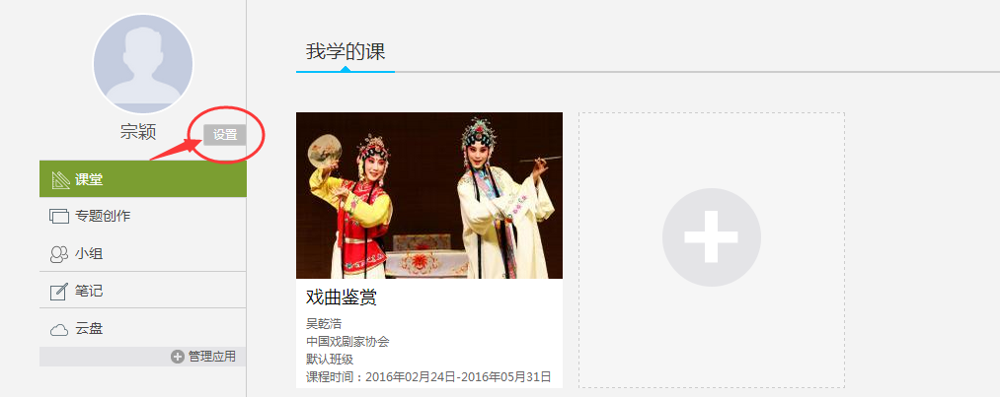 宗颖
设置
课堂
专题创作
小组
笔记
云盘
管理应用
我学的课
戏曲鉴赏
吴乾浩
中国戏剧家协会
默认班级
课程时间：2016年02月24日-2016年05月31日